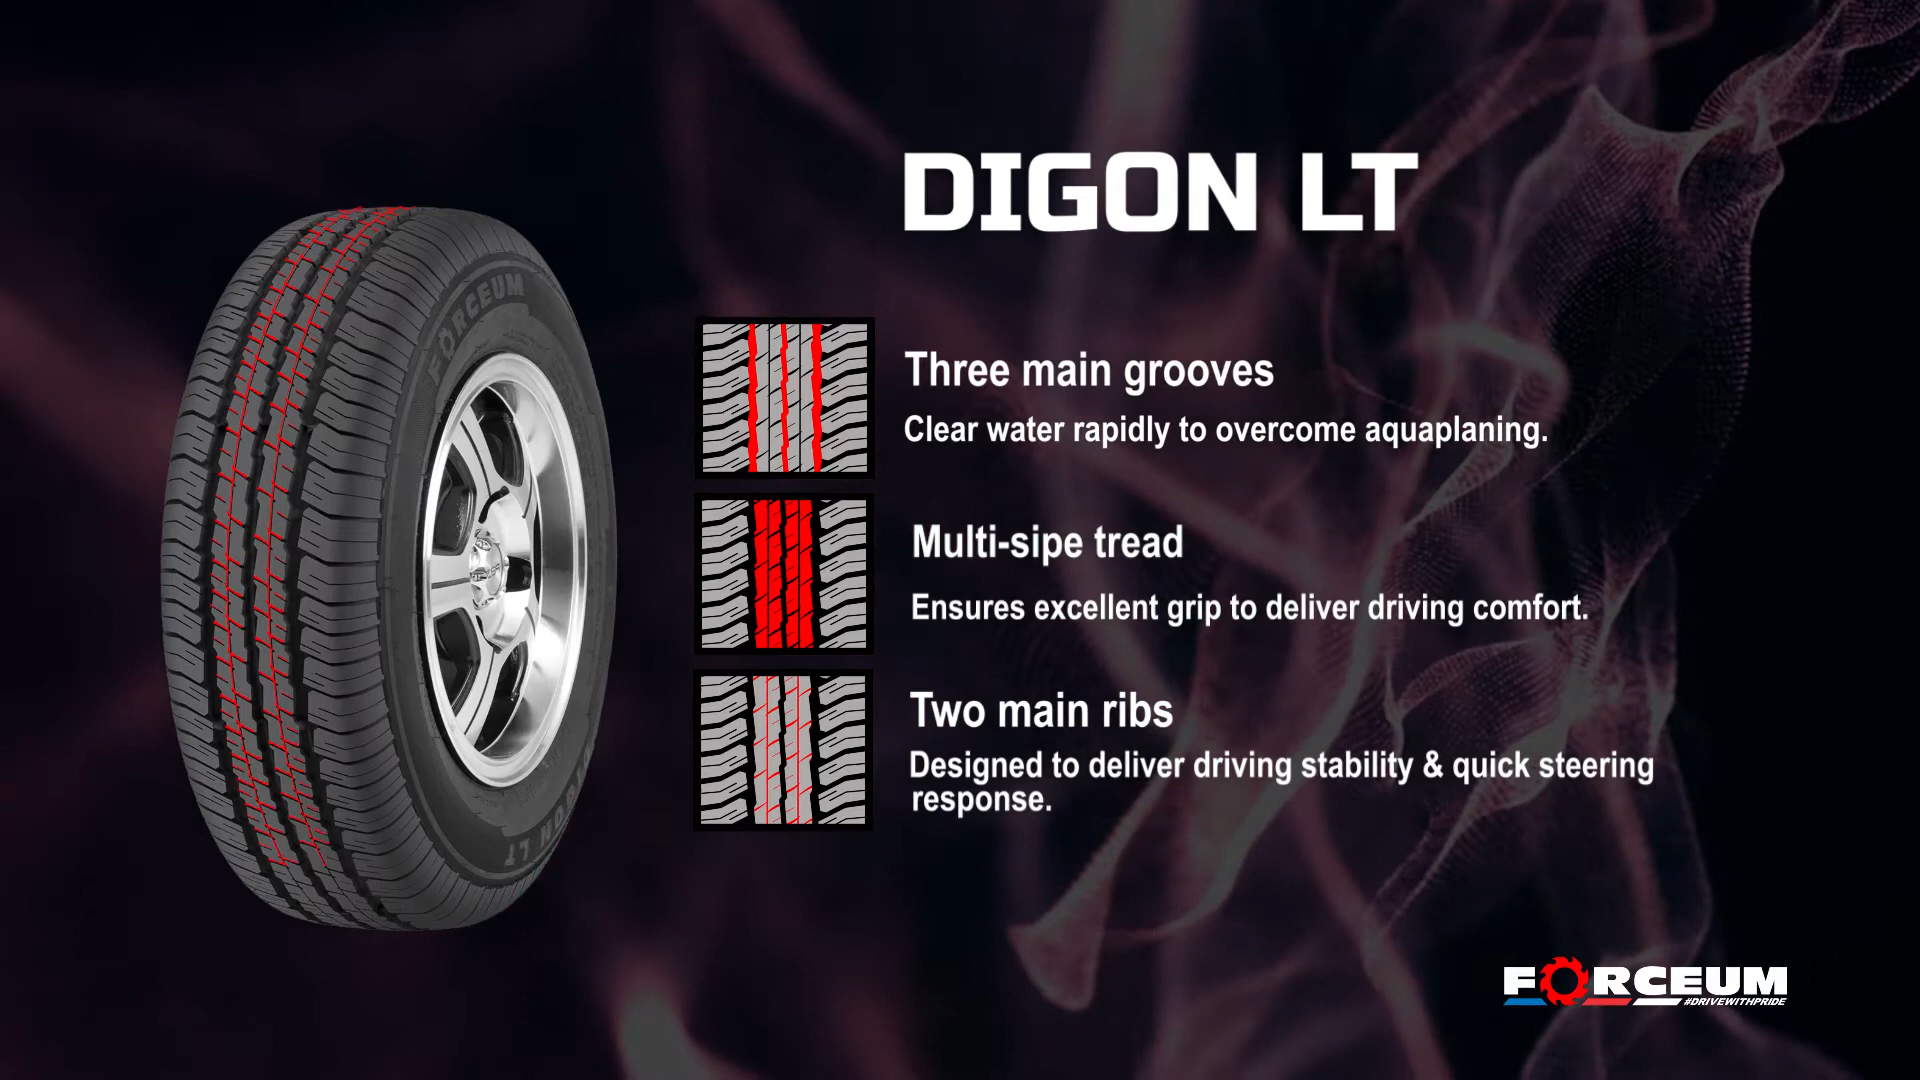 DIGON LT
FORCEUM
Three main grooves
Clear water rapidly to overcome aquaplaning.
Multi-sipe tread
Ensures excellent grip to deliver driving comfort.
Two main ribs
Designed to deliver driving stability & quick steering
response.
DIGON LT
FORCEUM
#DRIVEWITHPRIDE